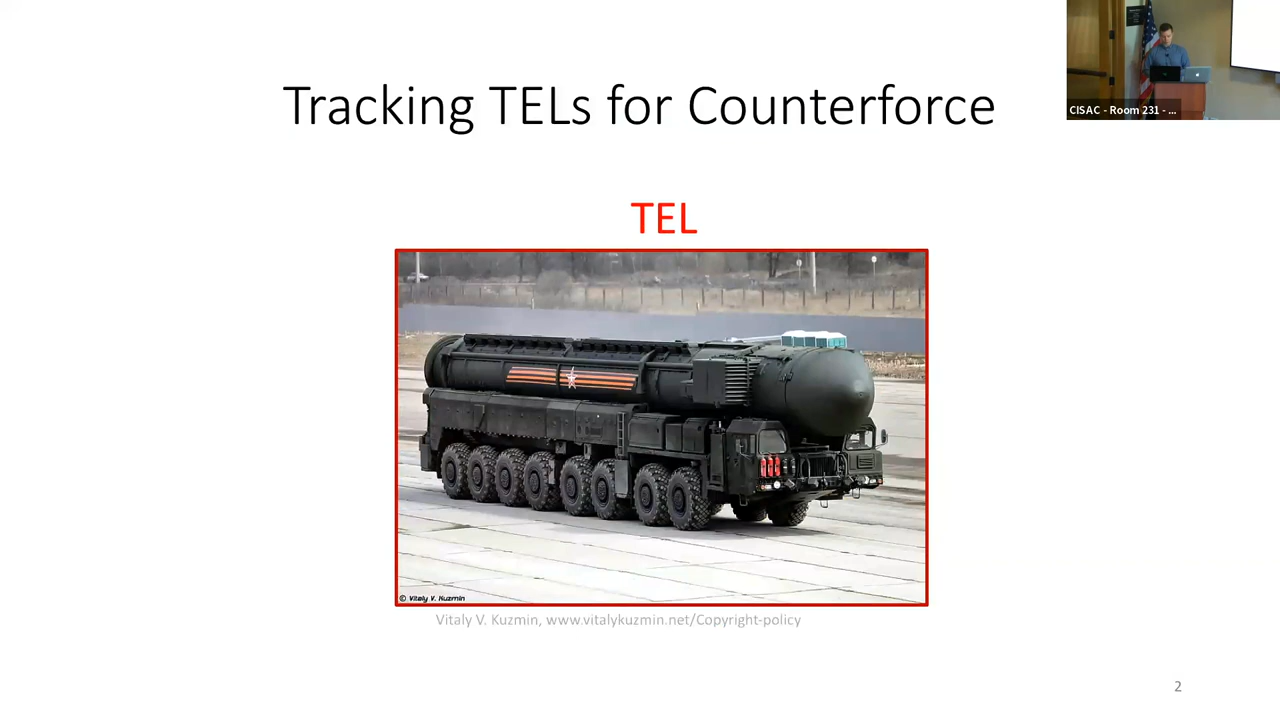 Tracking TELs for Counterforce
CISAC - Room 231 - ...
TEL
© Vitaly V. Kuzmin
Vitaly V. Kuzmin, www.vitalykuzmin.net/Copyright-policy
2